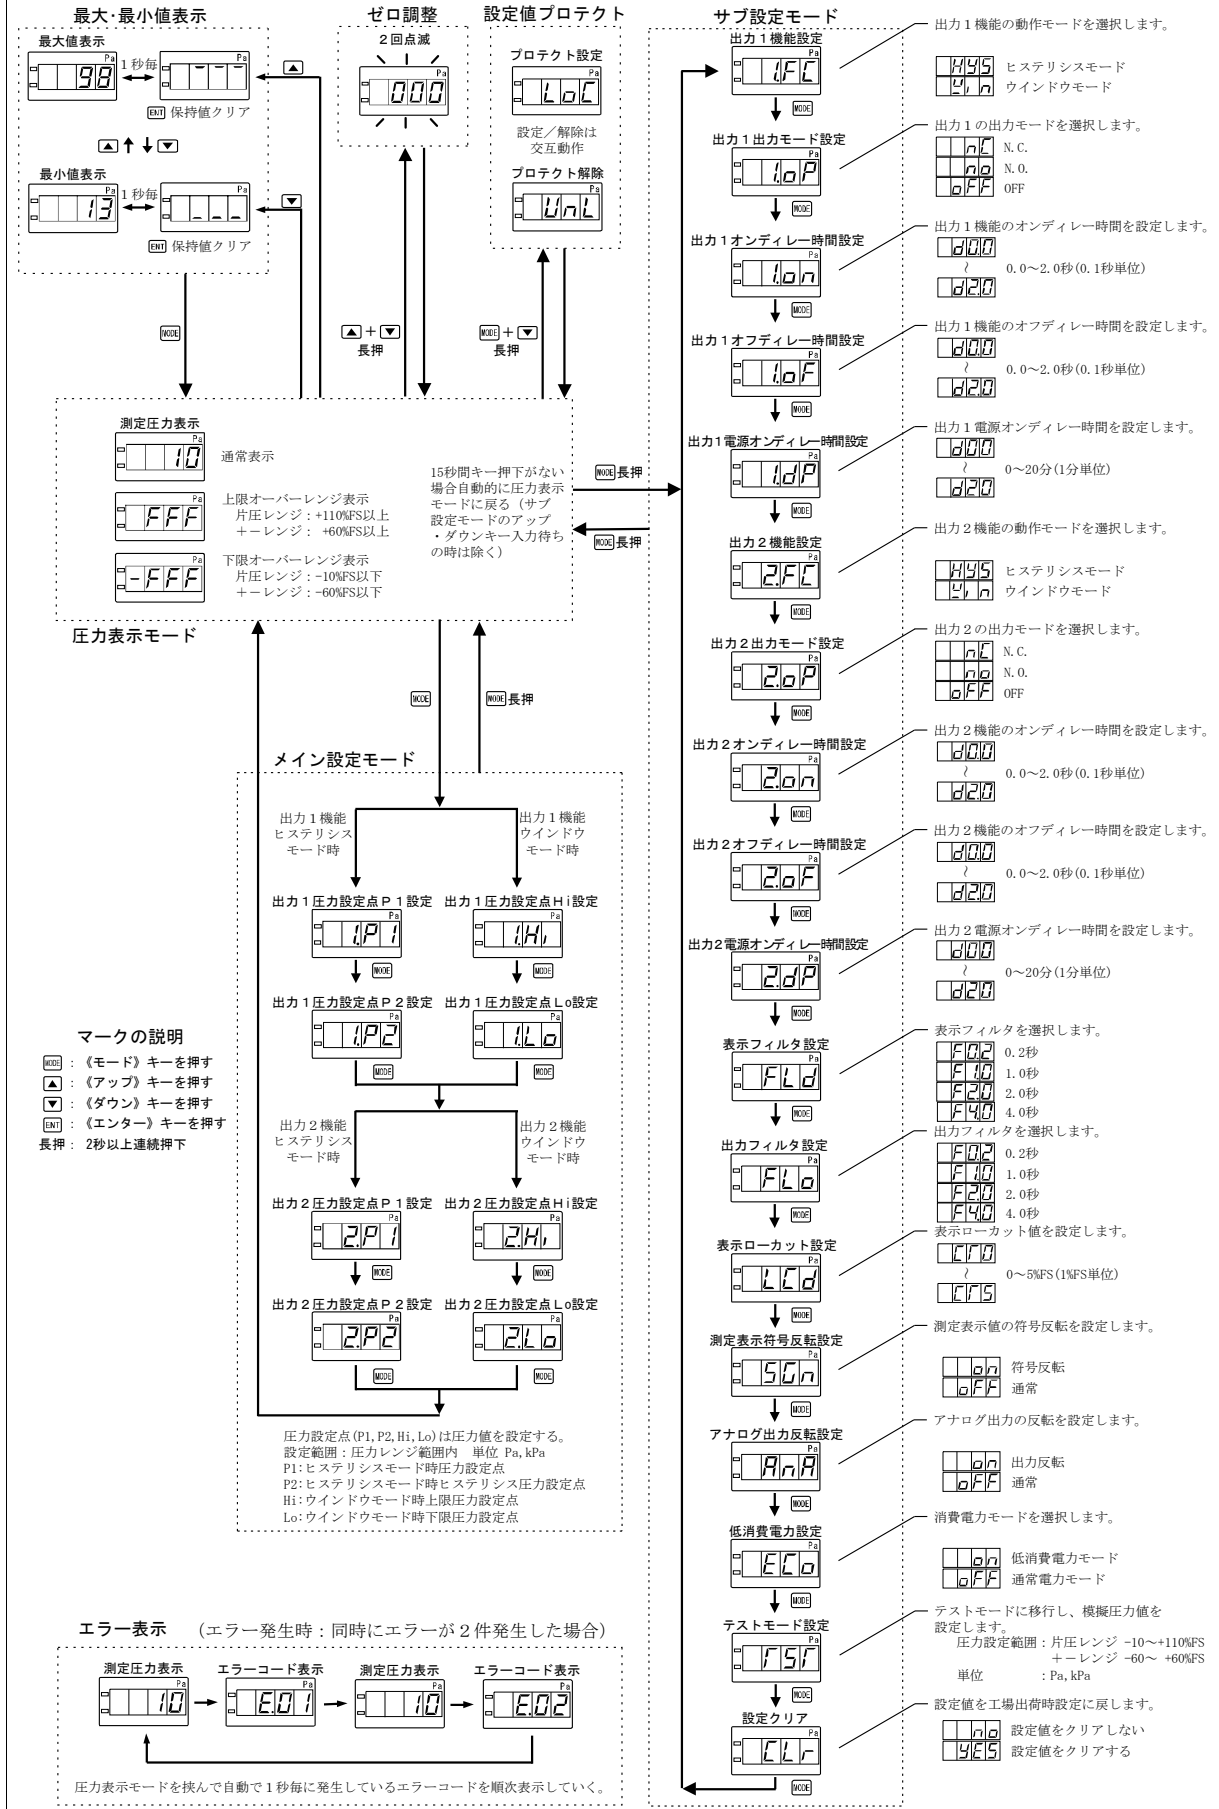 最大・最小値表示
最大値表示
Pa
98
1秒毎
Pa
ENT 保持値クリア
▲ ▼
最小値表示
Pa
13
1秒毎
Pa
ENT 保持値クリア
▲
▼
MODE
ゼロ調整
2回点滅
Pa
000
▲+▼
長押
設定値プロテクト
プロテクト設定
Pa
LoC
設定/解除は
交互動作
プロテクト解除
Pa
UnL
MODE+▼
長押
測定圧力表示
Pa
10
通常表示
Pa
FFF
上限オーバーレンジ表示
片圧レンジ:+110%FS以上
+-レンジ: +60%FS以上
Pa
-FFF
下限オーバーレンジ表示
片圧レンジ:-10%FS以下
+-レンジ:-60%FS以下
15秒間キー押下がない
場合自動的に圧力表示
モードに戻る(サブ
設定モードのアップ
・ダウンキー入力待ち
の時は除く)
圧力表示モード
MODE長押
MODE長押
MODE
MODE長押
メイン設定モード
出力1機能
ヒステリシス
モード時
出力1機能
ウインドウ
モード時
出力1圧力設定点P1設定
Pa
1.P1
MODE
出力1圧力設定点Hi設定
Pa
1.Hi
MODE
出力1圧力設定点P2設定
Pa
1.P2
MODE
出力1圧力設定点Lo設定
Pa
1.Lo
MODE
出力2機能
ヒステリシス
モード時
出力2機能
ウインドウ
モード時
出力2圧力設定点P1設定
Pa
2.P1
MODE
出力2圧力設定点Hi設定
Pa
2.Hi
MODE
出力2圧力設定点P2設定
Pa
2.P2
MODE
出力2圧力設定点Lo設定
Pa
2.Lo
MODE
圧力設定点(P1,P2,Hi,Lo)は圧力値を設定する。
設定範囲:圧力レンジ範囲内 単位 Pa,kPa
P1:ヒステリシスモード時圧力設定点
P2:ヒステリシスモード時ヒステリシス圧力設定点
Hi:ウインドウモード時上限圧力設定点
Lo:ウインドウモード時下限圧力設定点
マークの説明
MODE:《モード》キーを押す
▲:《アップ》キーを押す
▼:《ダウン》キーを押す
ENT:《エンター》キーを押す
長押: 2秒以上連続押下
エラー表示 (エラー発生時:同時にエラーが2件発生した場合)
測定圧力表示
Pa
10
エラーコード表示
Pa
E.01
測定圧力表示
Pa
10
エラーコード表示
Pa
E.02
圧力表示モードを挟んで自動で1秒毎に発生しているエラーコードを順次表示していく。
サブ設定モード
出力1機能設定
Pa
1.FC
MODE
出力1機能の動作モードを選択します。
HYS ヒステリシスモード
Win ウインドウモード
出力1出力モード設定
Pa
1.oP
MODE
出力1の出力モードを選択します。
nC N.C.
no N.O.
oFF OFF
出力1オンディレー時間設定
Pa
1.on
MODE
出力1機能のオンディレー時間を設定します。
d0.0
~ 0.0~2.0秒(0.1秒単位)
d2.0
出力1オフディレー時間設定
Pa
1.oF
MODE
出力1機能のオフディレー時間を設定します。
d0.0
~ 0.0~2.0秒(0.1秒単位)
d2.0
出力1電源オンディレー時間設定
Pa
1.dP
MODE
出力1電源オンディレー時間を設定します。
d00
~ 0~20分(1分単位)
d20
出力2機能設定
Pa
2.FC
MODE
出力2機能の動作モードを選択します。
HYS ヒステリシスモード
Win ウインドウモード
出力2出力モード設定
Pa
2.oP
MODE
出力2の出力モードを選択します。
nC N.C.
no N.O.
oFF OFF
出力2オンディレー時間設定
Pa
2.on
MODE
出力2機能のオンディレー時間を設定します。
d0.0
~ 0.0~2.0秒(0.1秒単位)
d2.0
出力2オフディレー時間設定
Pa
2.oF
MODE
出力2機能のオフディレー時間を設定します。
d0.0
~ 0.0~2.0秒(0.1秒単位)
d2.0
出力2電源オンディレー時間設定
Pa
2.dP
MODE
出力2電源オンディレー時間を設定します。
d00
~ 0~20分(1分単位)
d20
表示フィルタ設定
Pa
FLd
MODE
表示フィルタを選択します。
F0.2 0.2秒
F1.0 1.0秒
F2.0 2.0秒
F4.0 4.0秒
出力フィルタ設定
Pa
FLo
MODE
出力フィルタを選択します。
F0.2 0.2秒
F1.0 1.0秒
F2.0 2.0秒
F4.0 4.0秒
表示ローカット設定
Pa
LCd
MODE
表示ローカット値を設定します。
CT0
~ 0~5%FS(1%FS単位)
CT5
測定表示符号反転設定
Pa
SGn
MODE
測定表示値の符号反転を設定します。
on 符号反転
oFF 通常
アナログ出力反転設定
Pa
AnA
MODE
アナログ出力の反転を設定します。
on 出力反転
oFF 通常
低消費電力設定
Pa
ECo
MODE
消費電力モードを選択します。
on 低消費電力モード
oFF 通常電力モード
テストモード設定
Pa
TST
MODE
テストモードに移行し、模擬圧力値を
設定します。
圧力設定範囲:片圧レンジ -10~+110%FS
+-レンジ -60~ +60%FS
単位 :Pa,kPa
設定クリア
Pa
CLr
MODE
設定値を工場出荷時設定に戻します。
no 設定値をクリアしない
YES 設定値をクリアする